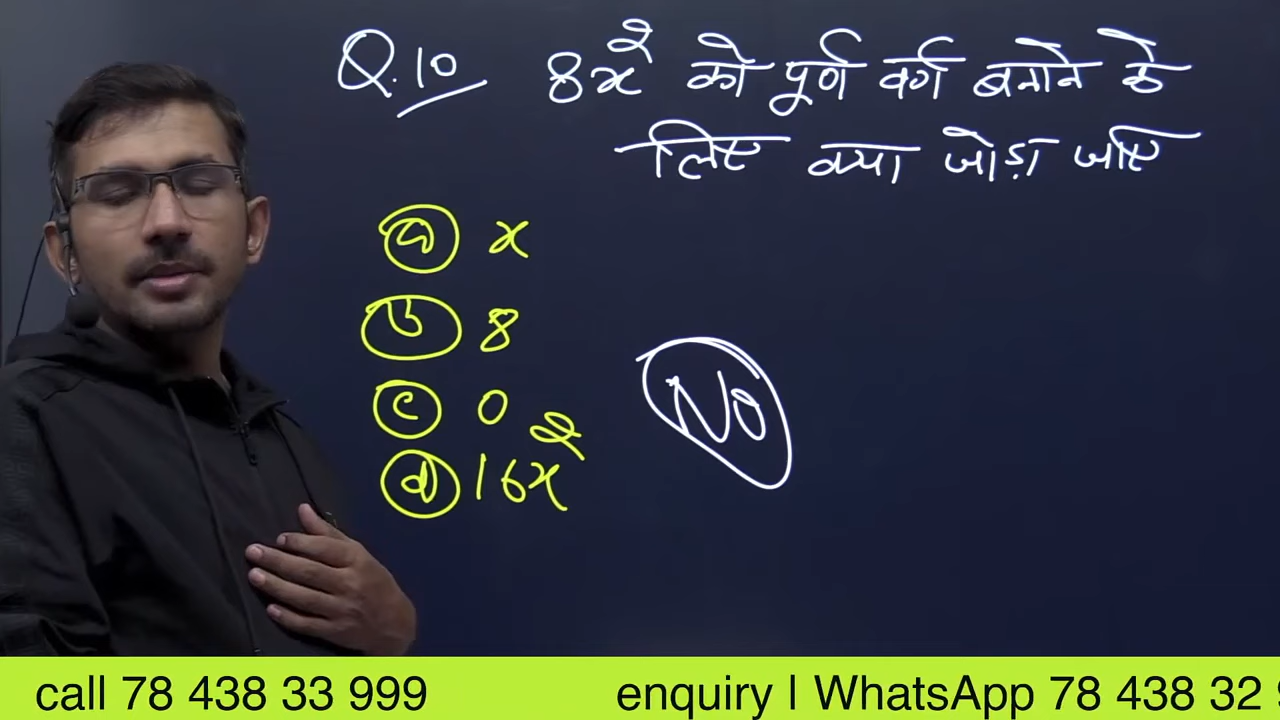 Q.10 8x² को पूर्ण वर्ग बनाने के
लिए क्या जोड़ा जाए
(a) x
(b) 8
(c) 0
(d) 16x²
No
call 78 438 33 999 enquiry | WhatsApp 78 438 32